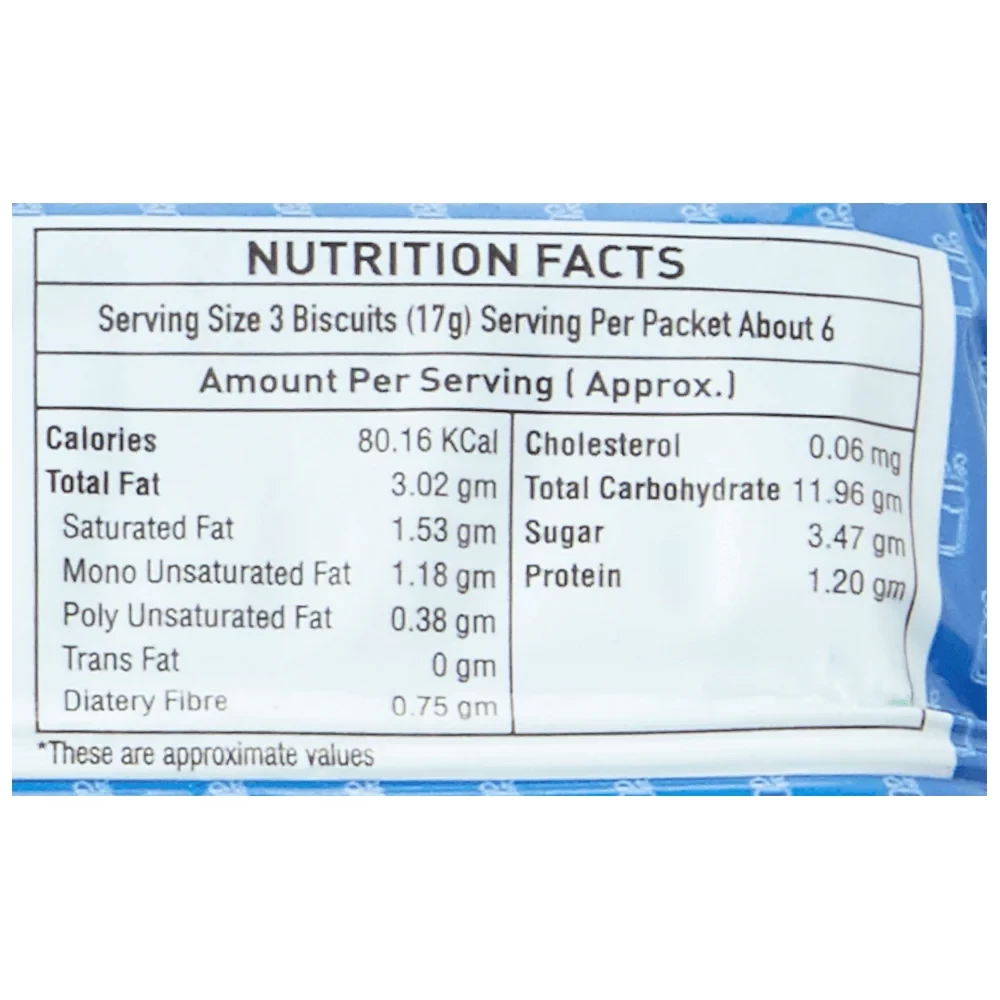 NUTRITION FACTS
Serving Size 3 Biscuits (17g) Serving Per Packet About 6
Amount Per Serving ( Approx.)
Calories 80.16 KCal
Total Fat 3.02 gm
Saturated Fat 1.53 gm
Mono Unsaturated Fat 1.18 gm
Poly Unsaturated Fat 0.38 gm
Trans Fat 0 gm
Diatery Fibre 0.75 gm
Cholesterol 0.06 mg
Total Carbohydrate 11.96 gm
Sugar 3.47 gm
Protein 1.20 gm
*These are approximate values